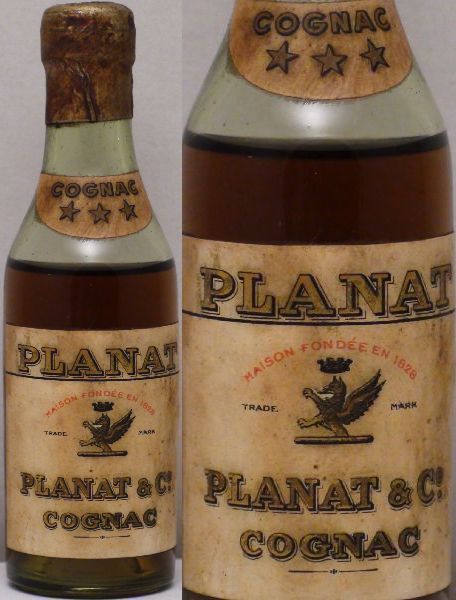 COGNAC
PLANAT
MAISON FONDÉE EN 1828
TRADE MARK
PLANAT & Cº
COGNAC
COGNAC
PLANAT
MAISON FONDÉE EN 1828
TRADE MARK
PLANAT & Cº
COGNAC